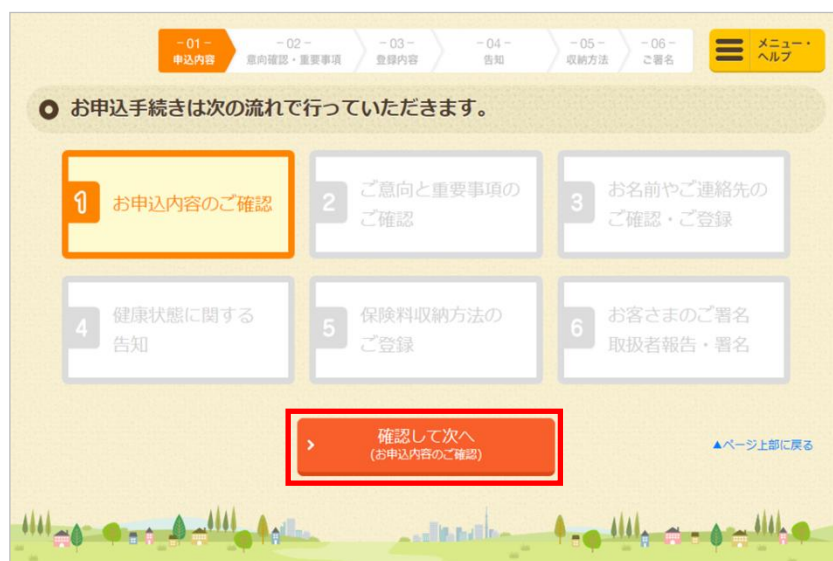 －01－
申込内容
－02－
意向確認・重要事項
－03－
登録内容
－04－
告知
－05－
収納方法
－06－
ご署名
メニュー・
ヘルプ
お申込手続きは次の流れで行っていただきます。
1
お申込内容のご確認
2
ご意向と重要事項の
ご確認
3
お名前やご連絡先の
ご確認・ご登録
4
健康状態に関する
告知
5
保険料収納方法の
ご登録
6
お客さまのご署名
取扱者報告・署名
確認して次へ
(お申込内容のご確認)
▲ページ上部に戻る